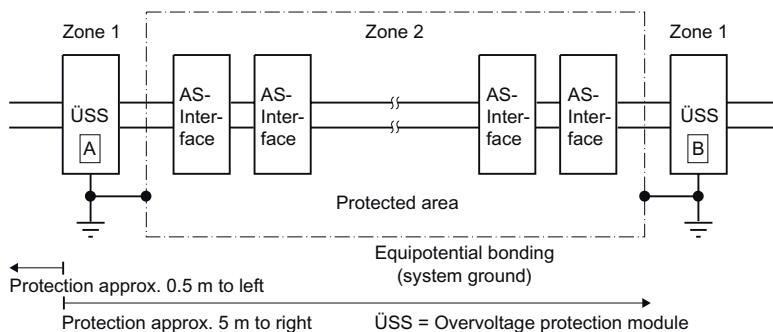 Zone 1
Zone 2
Zone 1
ÜSS
A
AS-
Inter-
face
AS-
Inter-
face
AS-
Inter-
face
AS-
Inter-
face
ÜSS
B
Protected area
Equipotential bonding
(system ground)
Protection approx. 0.5 m to left
Protection approx. 5 m to right
ÜSS = Overvoltage protection module